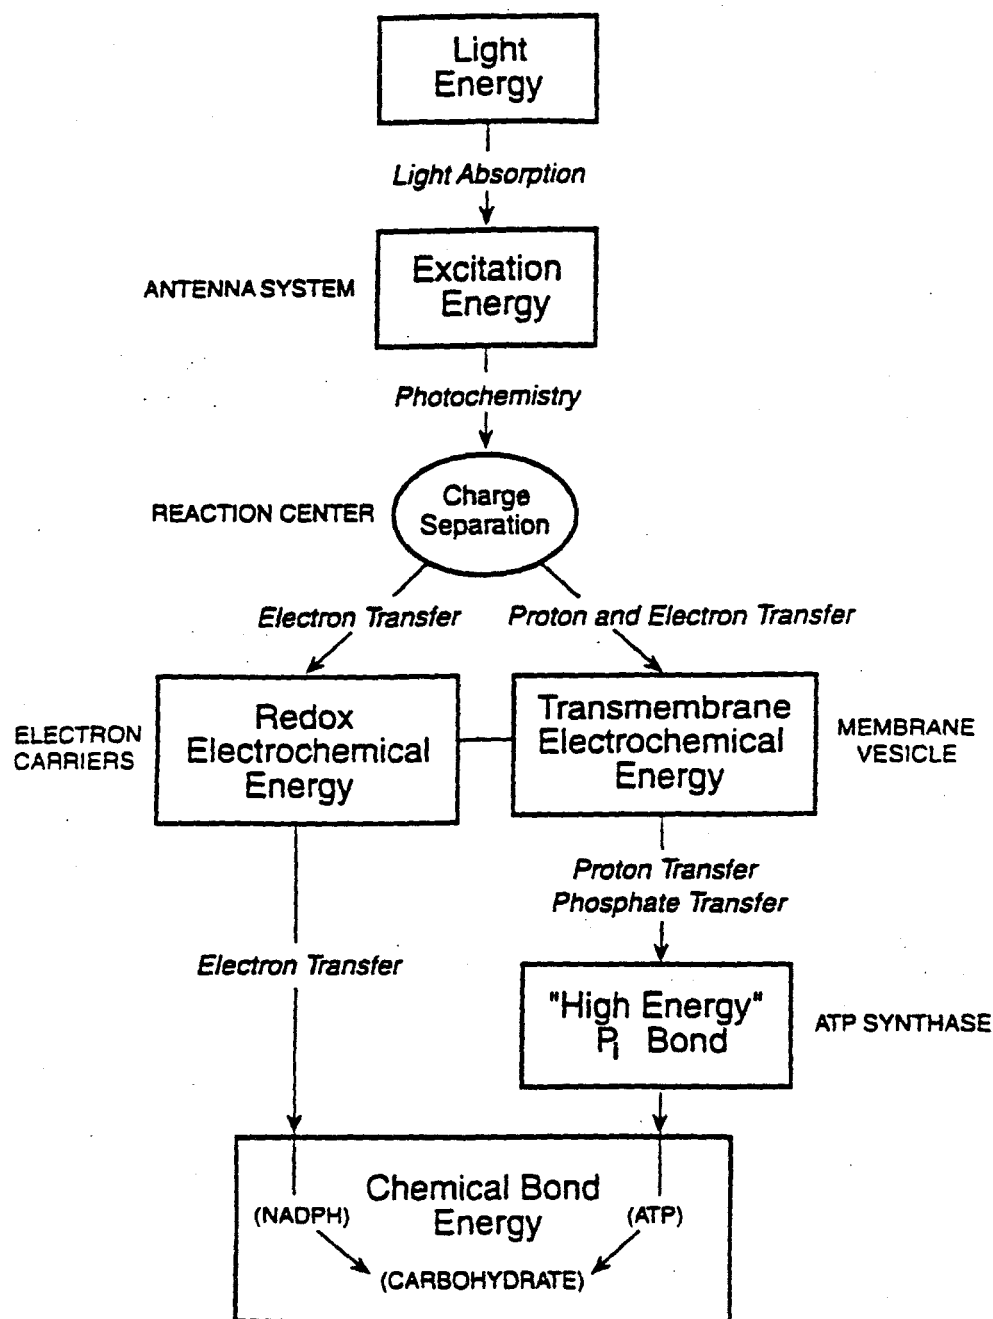 Light
Energy
Light Absorption
ANTENNA SYSTEM
Excitation
Energy
Photochemistry
REACTION CENTER
Charge
Separation
Electron Transfer
Proton and Electron Transfer
ELECTRON
CARRIERS
Redox
Electrochemical
Energy
Transmembrane
Electrochemical
Energy
MEMBRANE
VESICLE
Proton Transfer
Phosphate Transfer
Electron Transfer
"High Energy"
Pi Bond
ATP SYNTHASE
Chemical Bond
Energy
(NADPH)
(ATP)
(CARBOHYDRATE)